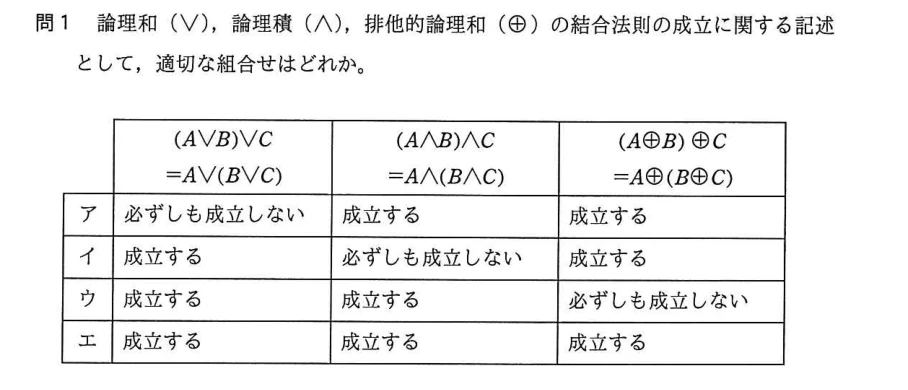 問1 論理和(∨),論理積(∧),排他的論理和(⊕)の結合法則の成立に関する記述
として,適切な組合せはどれか。
(A∨B)∨C (A∧B)∧C (A⊕B) ⊕C
=A∨(B∨C) =A∧(B∧C) =A⊕(B⊕C)
ア 必ずしも成立しない 成立する 成立する
イ 成立する 必ずしも成立しない 成立する
ウ 成立する 成立する 必ずしも成立しない
エ 成立する 成立する 成立する